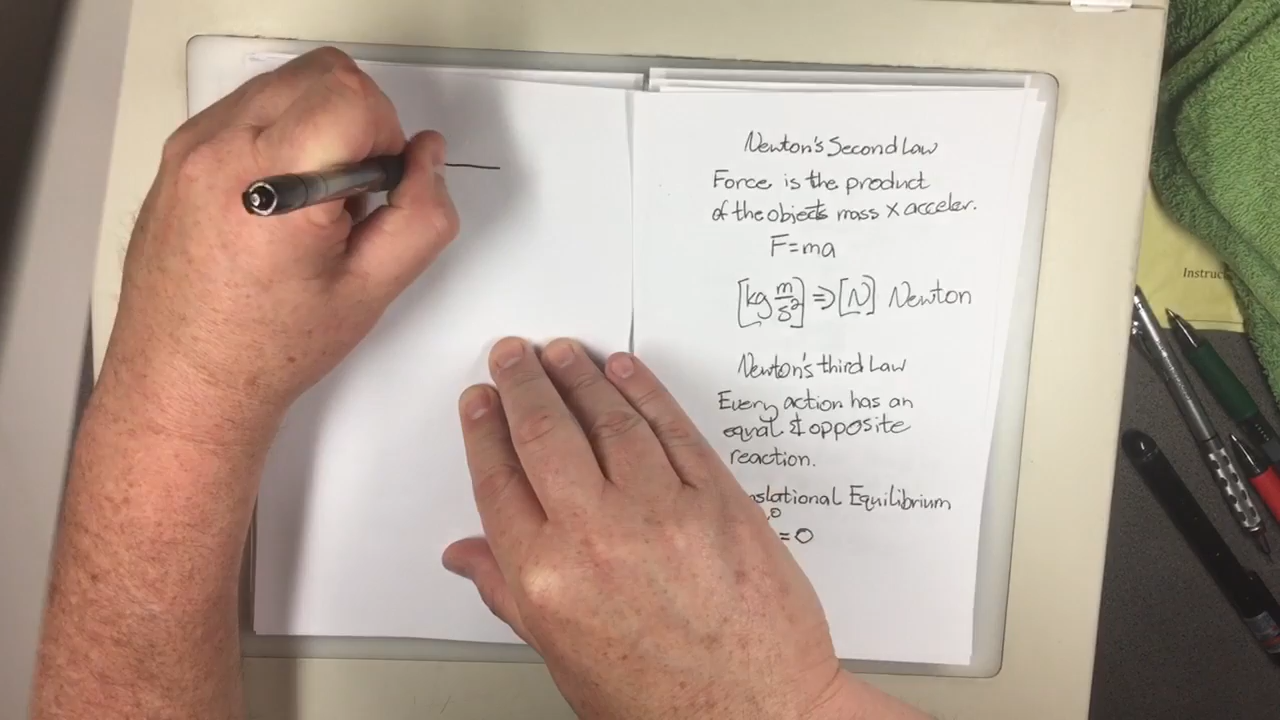 Newton's Second Law
Force is the product
of the objects mass x acceler.
F=ma
[kg m/s²] ⇒ [N] Newton
Newton's third Law
Every action has an
equal & opposite
reaction.
nslational Equilibrium
= 0
Instruc